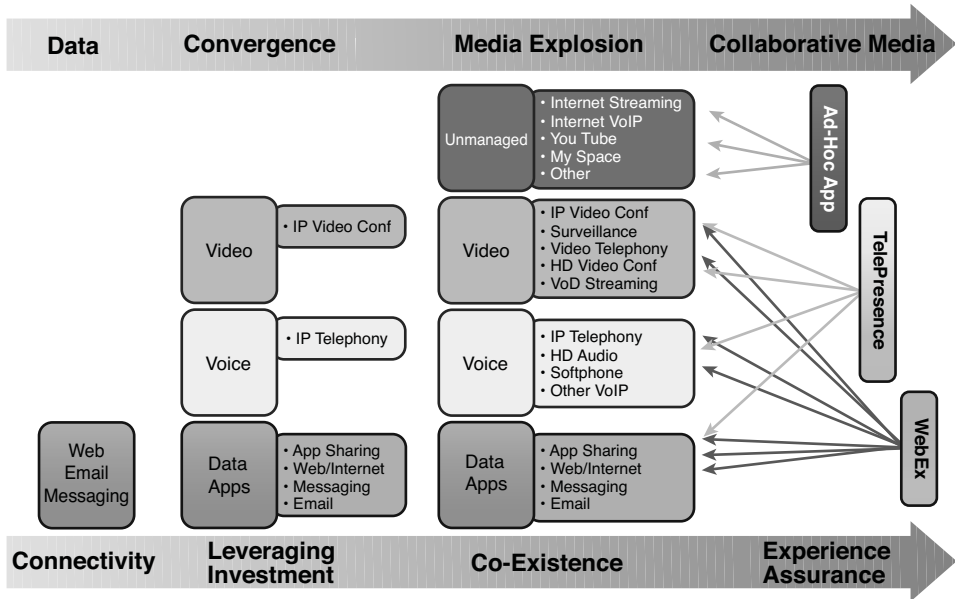 Data
Convergence
Media Explosion
Collaborative Media
Unmanaged
• Internet Streaming
• Internet VoIP
• You Tube
• My Space
• Other
Ad-Hoc App
Video
• IP Video Conf
Video
• IP Video Conf
• Surveillance
• Video Telephony
• HD Video Conf
• VoD Streaming
TelePresence
Voice
• IP Telephony
Voice
• IP Telephony
• HD Audio
• Softphone
• Other VoIP
WebEx
Web
Email
Messaging
Data
Apps
• App Sharing
• Web/Internet
• Messaging
• Email
Data
Apps
• App Sharing
• Web/Internet
• Messaging
• Email
Connectivity
Leveraging
Investment
Co-Existence
Experience
Assurance